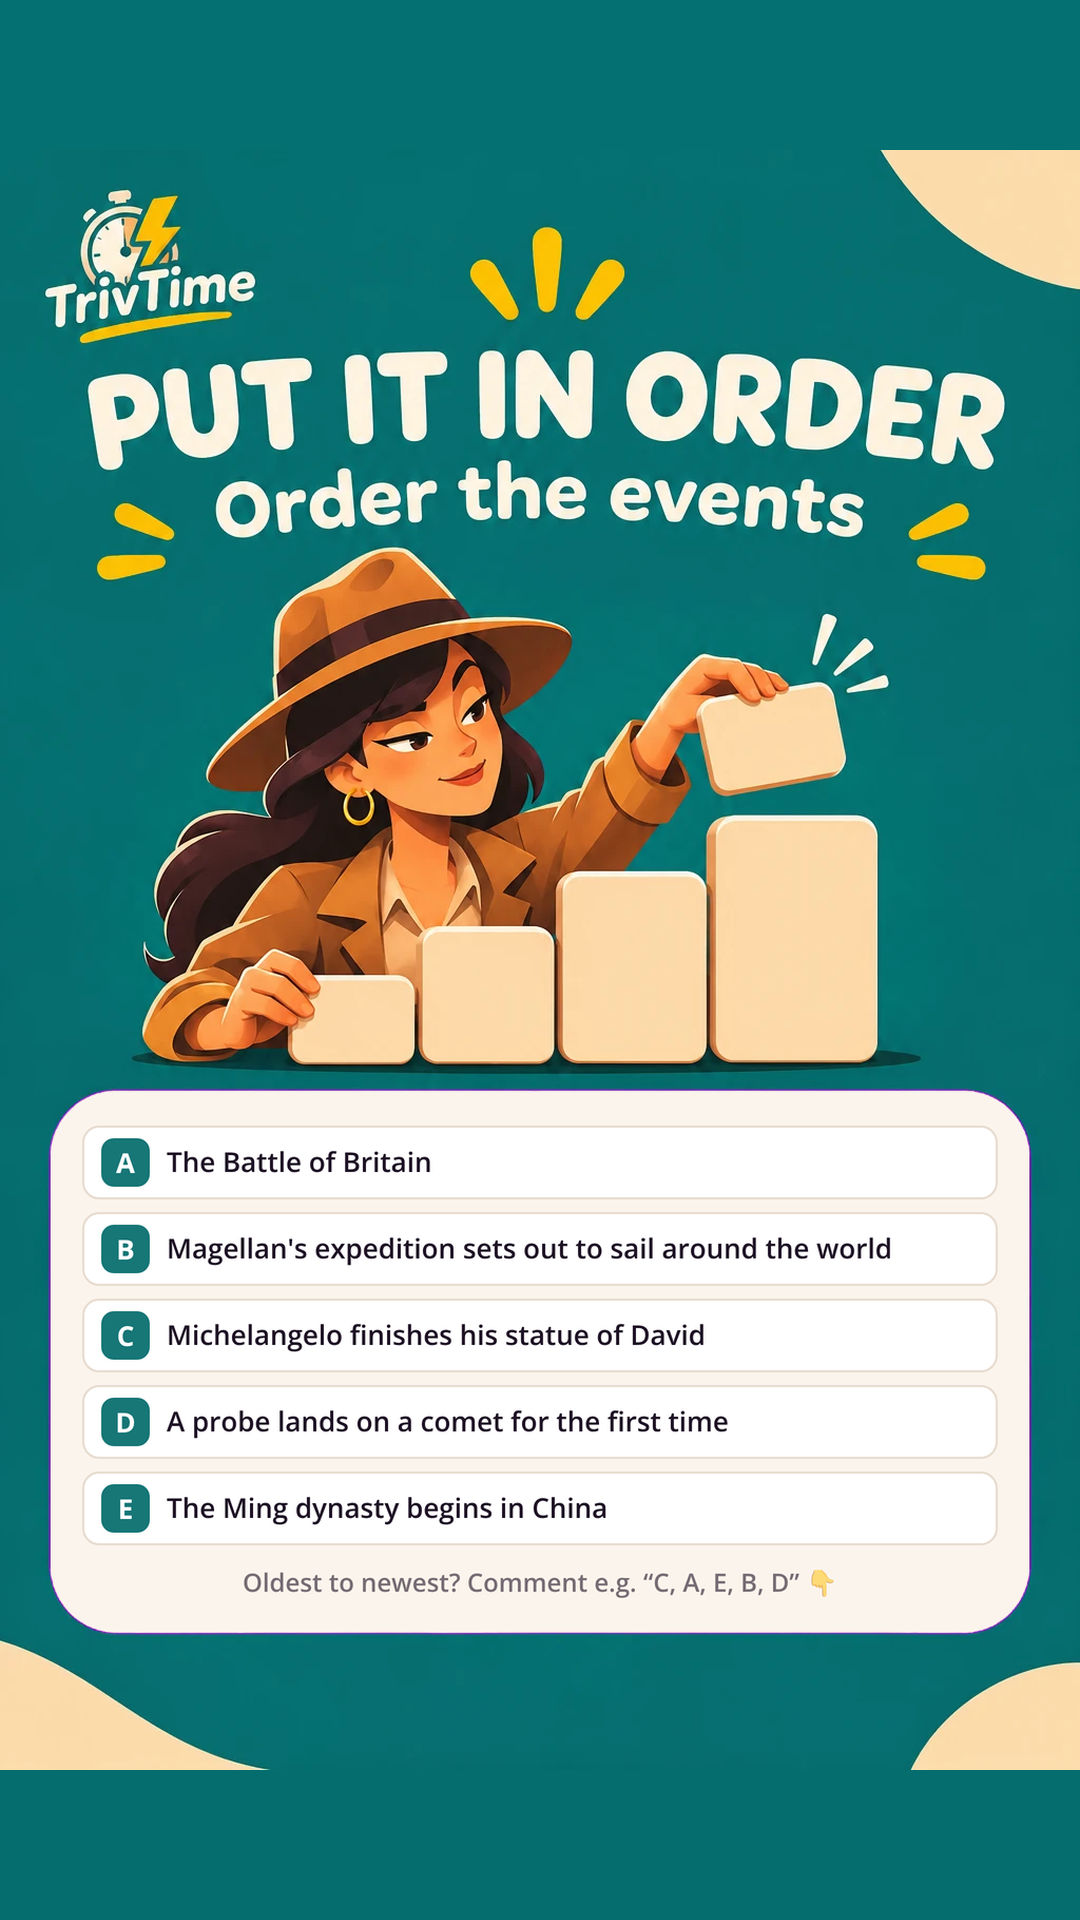 TrivTime
PUT IT IN ORDER
Order the events
A The Battle of Britain
B Magellan's expedition sets out to sail around the world
C Michelangelo finishes his statue of David
D A probe lands on a comet for the first time
E The Ming dynasty begins in China
Oldest to newest? Comment e.g. “C, A, E, B, D” 👇